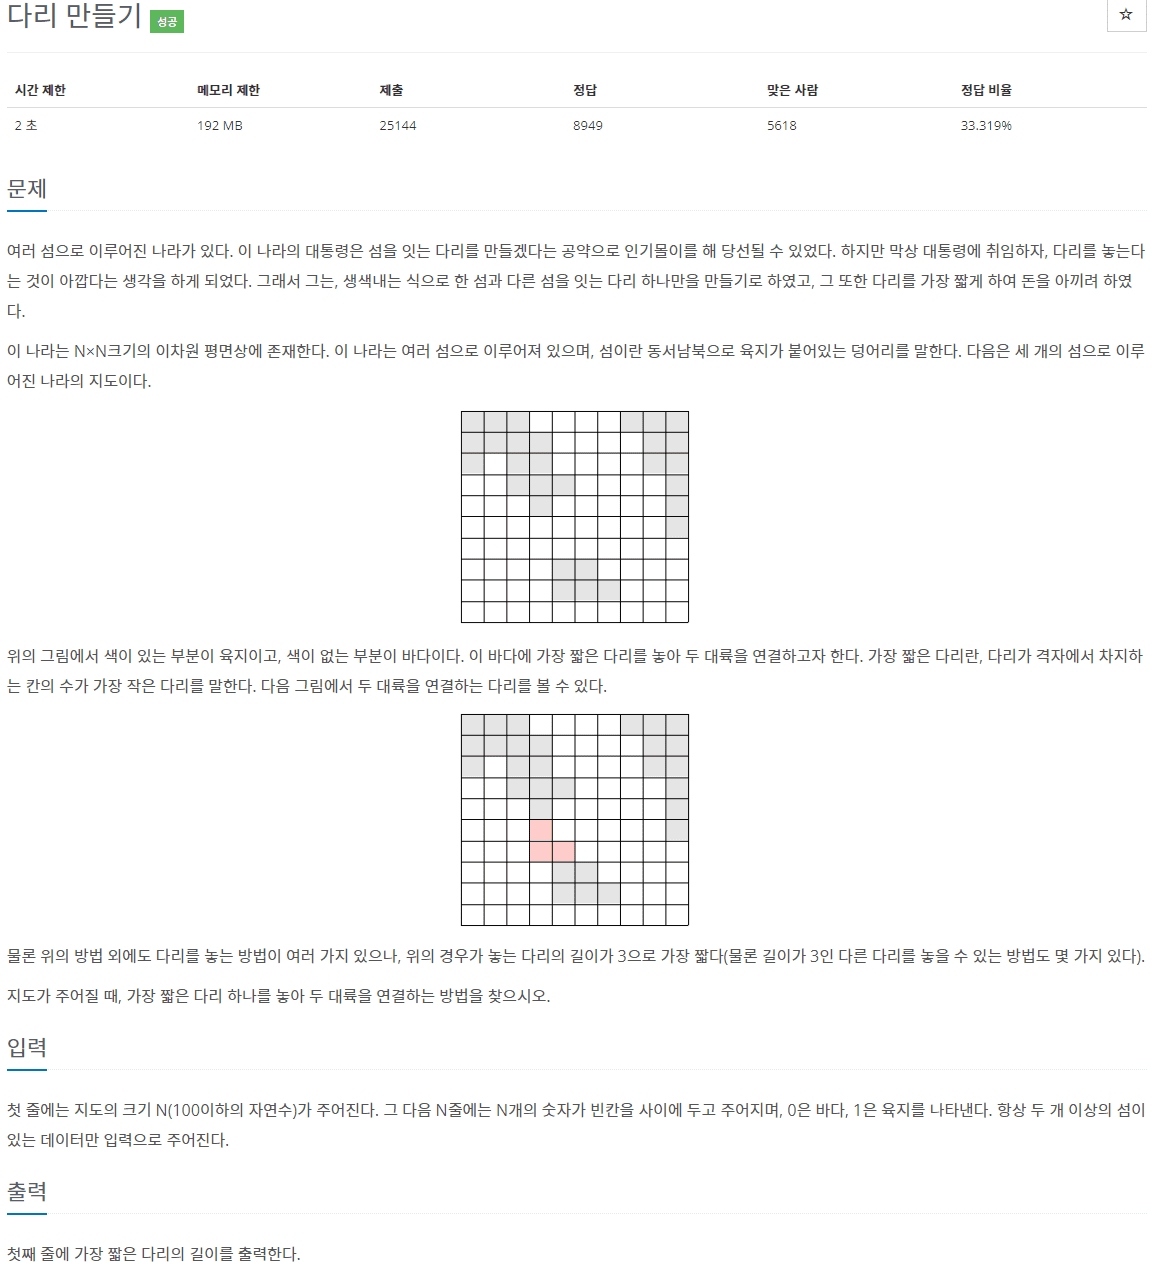 다리 만들기 성공
☆
시간 제한 메모리 제한 제출 정답 맞은 사람 정답 비율
2 초 192 MB 25144 8949 5618 33.319%
문제
여러 섬으로 이루어진 나라가 있다. 이 나라의 대통령은 섬을 잇는 다리를 만들겠다는 공약으로 인기몰이를 해 당선될 수 있었다. 하지만 막상 대통령에 취임하자, 다리를 놓는다
는 것이 아깝다는 생각을 하게 되었다. 그래서 그는, 생색내는 식으로 한 섬과 다른 섬을 잇는 다리 하나만을 만들기로 하였고, 그 또한 다리를 가장 짧게 하여 돈을 아끼려 하였
다.
이 나라는 N×N크기의 이차원 평면상에 존재한다. 이 나라는 여러 섬으로 이루어져 있으며, 섬이란 동서남북으로 육지가 붙어있는 덩어리를 말한다. 다음은 세 개의 섬으로 이루
어진 나라의 지도이다.
위의 그림에서 색이 있는 부분이 육지이고, 색이 없는 부분이 바다이다. 이 바다에 가장 짧은 다리를 놓아 두 대륙을 연결하고자 한다. 가장 짧은 다리란, 다리가 격자에서 차지하
는 칸의 수가 가장 작은 다리를 말한다. 다음 그림에서 두 대륙을 연결하는 다리를 볼 수 있다.
물론 위의 방법 외에도 다리를 놓는 방법이 여러 가지 있으나, 위의 경우가 놓는 다리의 길이가 3으로 가장 짧다(물론 길이가 3인 다른 다리를 놓을 수 있는 방법도 몇 가지 있다).
지도가 주어질 때, 가장 짧은 다리 하나를 놓아 두 대륙을 연결하는 방법을 찾으시오.
입력
첫 줄에는 지도의 크기 N(100이하의 자연수)가 주어진다. 그 다음 N줄에는 N개의 숫자가 빈칸을 사이에 두고 주어지며, 0은 바다, 1은 육지를 나타낸다. 항상 두 개 이상의 섬이
있는 데이터만 입력으로 주어진다.
출력
첫째 줄에 가장 짧은 다리의 길이를 출력한다.